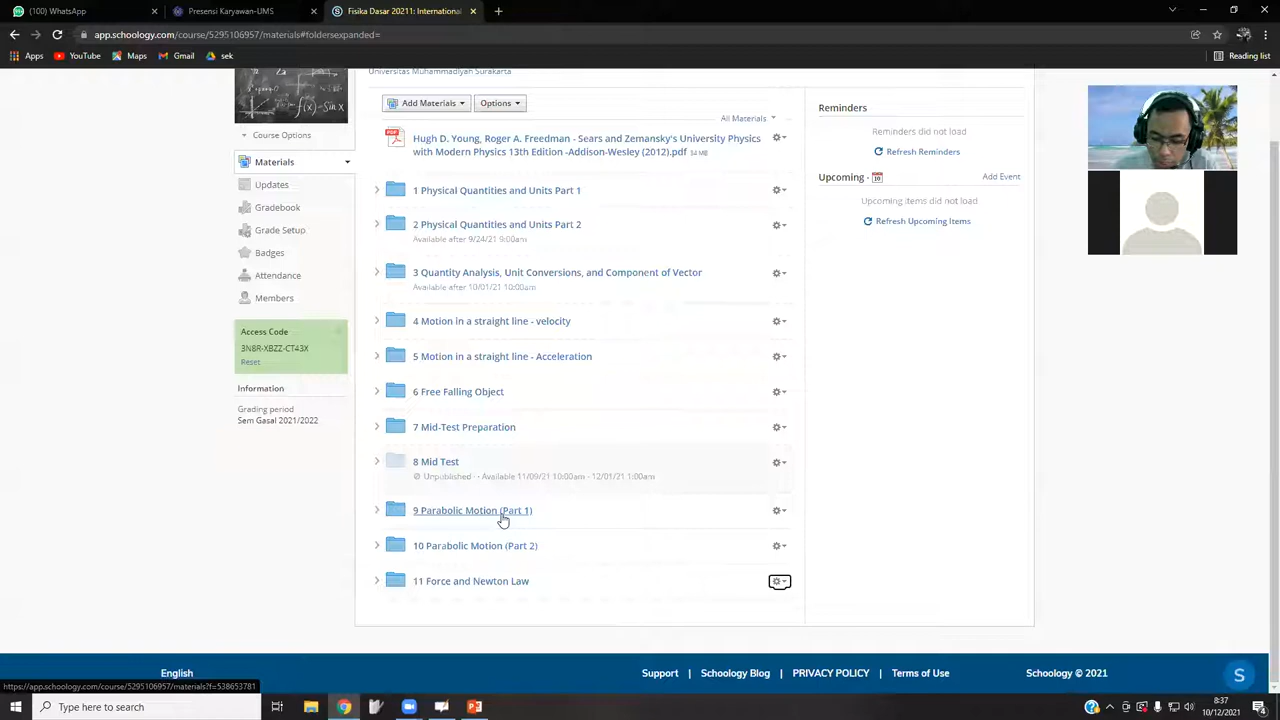 (100) WhatsApp
Presensi Karyawan-UMS
Fisika Dasar 20211: International
app.schoology.com/course/5295106957/materials#foldersexpanded=
Apps
YouTube
Maps
Gmail
sek
Reading list
Universitas Muhammadiyah Surakarta
Add Materials
Options
All Materials
Hugh D. Young, Roger A. Freedman - Sears and Zemansky's University Physics
with Modern Physics 13th Edition -Addison-Wesley (2012).pdf 14 MB
1 Physical Quantities and Units Part 1
2 Physical Quantities and Units Part 2
Available after 9/24/21 9:00am
3 Quantity Analysis, Unit Conversions, and Component of Vector
Available after 10/01/21 10:00am
4 Motion in a straight line - velocity
5 Motion in a straight line - Acceleration
6 Free Falling Object
7 Mid-Test Preparation
8 Mid Test
Unpublished · · Available 11/09/21 10:00am - 12/01/21 1:00am
9 Parabolic Motion (Part 1)
10 Parabolic Motion (Part 2)
11 Force and Newton Law
Course Options
Materials
Updates
Gradebook
Grade Setup
Badges
Attendance
Members
Access Code
3N8R-XBZZ-CT43X
Reset
Information
Grading period
Sem Gasal 2021/2022
Reminders
Reminders did not load
Refresh Reminders
Upcoming ·
Add Event
Upcoming items did not load
Refresh Upcoming Items
English
Support | Schoology Blog | PRIVACY POLICY | Terms of Use
Schoology © 2021
S
https://app.schoology.com/course/5295106957/materials?f=538653781
Type here to search
8:37
10/12/2021